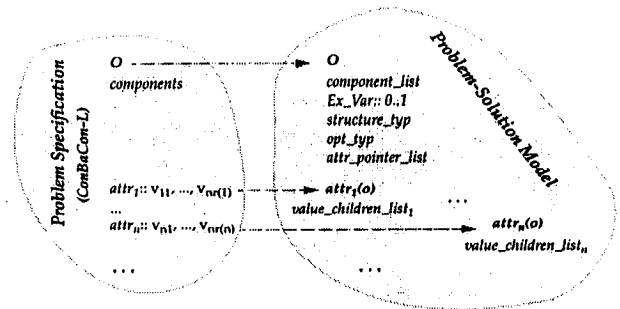 Problem Specification
(ConBaCon-L)
O
components
attr1:: v11, ..., vnr(1)
...
attrn:: vn1, ..., vnr(n)
...
O
component_list
Ex_Var:: 0..1
structure_typ
opt_typ
attr_pointer_list
attr1(o)
value_children_list1
...
attrn(o)
value_children_listn
...
Problem-Solution Model